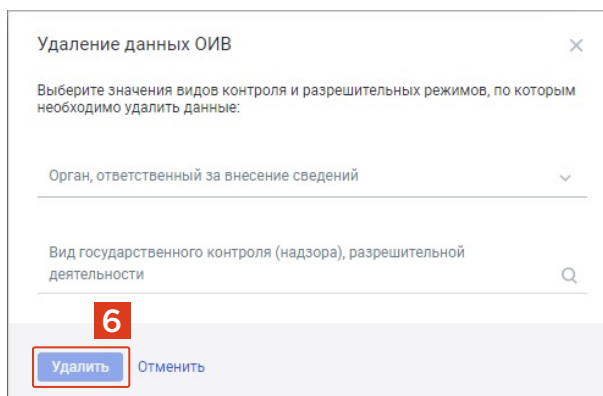 Удаление данных ОИВ
Выберите значения видов контроля и разрешительных режимов, по которым
необходимо удалить данные:
Орган, ответственный за внесение сведений
Вид государственного контроля (надзора), разрешительной
деятельности
6
Удалить Отменить